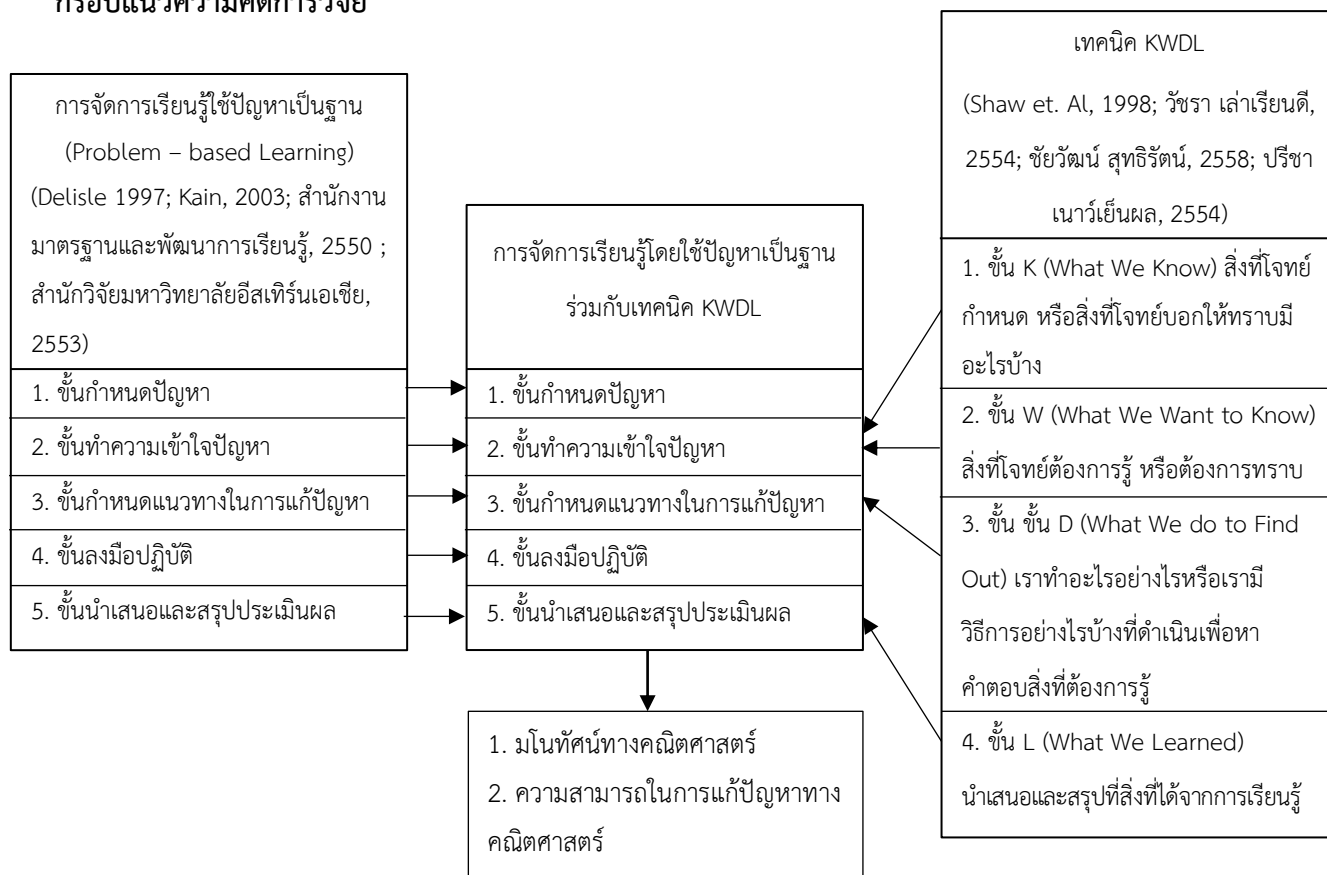 กรอบแนวความคิดการวิจัย
การจัดการเรียนรู้ใช้ปัญหาเป็นฐาน
(Problem – based Learning)
(Delisle 1997; Kain, 2003; สำนักงาน
มาตรฐานและพัฒนาการเรียนรู้, 2550 ;
สำนักวิจัยมหาวิทยาลัยอีสเทิร์นเอเชีย,
2553)
1. ขั้นกำหนดปัญหา
2. ขั้นทำความเข้าใจปัญหา
3. ขั้นกำหนดแนวทางในการแก้ปัญหา
4. ขั้นลงมือปฏิบัติ
5. ขั้นนำเสนอและสรุปประเมินผล
การจัดการเรียนรู้โดยใช้ปัญหาเป็นฐาน
ร่วมกับเทคนิค KWDL
1. ขั้นกำหนดปัญหา
2. ขั้นทำความเข้าใจปัญหา
3. ขั้นกำหนดแนวทางในการแก้ปัญหา
4. ขั้นลงมือปฏิบัติ
5. ขั้นนำเสนอและสรุปประเมินผล
1. มโนทัศน์ทางคณิตศาสตร์
2. ความสามารถในการแก้ปัญหาทาง
คณิตศาสตร์
เทคนิค KWDL
(Shaw et. Al, 1998; วัชรา เล่าเรียนดี,
2554; ชัยวัฒน์ สุทธิรัตน์, 2558; ปรีชา
เนาว์เย็นผล, 2554)
1. ขั้น K (What We Know) สิ่งที่โจทย์
กำหนด หรือสิ่งที่โจทย์บอกให้ทราบมี
อะไรบ้าง
2. ขั้น W (What We Want to Know)
สิ่งที่โจทย์ต้องการรู้ หรือต้องการทราบ
3. ขั้น ขั้น D (What We do to Find
Out) เราทำอะไรอย่างไรหรือเรามี
วิธีการอย่างไรบ้างที่ดำเนินเพื่อหา
คำตอบสิ่งที่ต้องการรู้
4. ขั้น L (What We Learned)
นำเสนอและสรุปที่สิ่งที่ได้จากการเรียนรู้